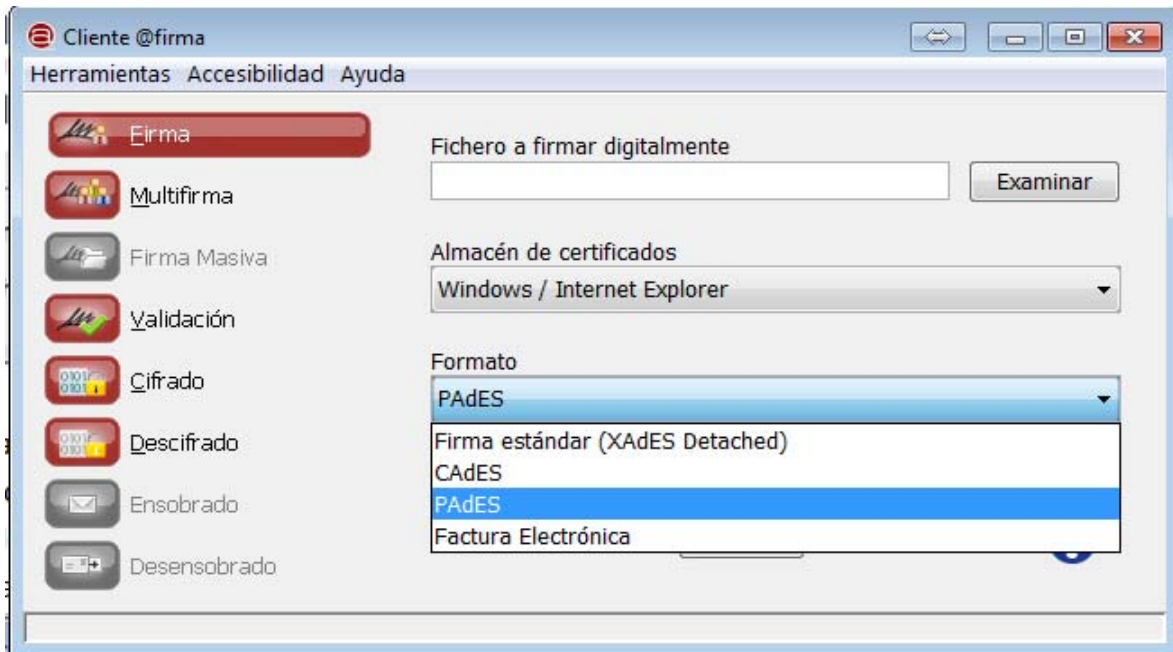 Cliente @firma
Herramientas Accesibilidad Ayuda
Firma
Multifirma
Firma Masiva
Validación
Cifrado
Descifrado
Ensobrado
Desensobrado
Fichero a firmar digitalmente
Examinar
Almacén de certificados
Windows / Internet Explorer
Formato
PAdES
Firma estándar (XAdES Detached)
CAdES
PAdES
Factura Electrónica